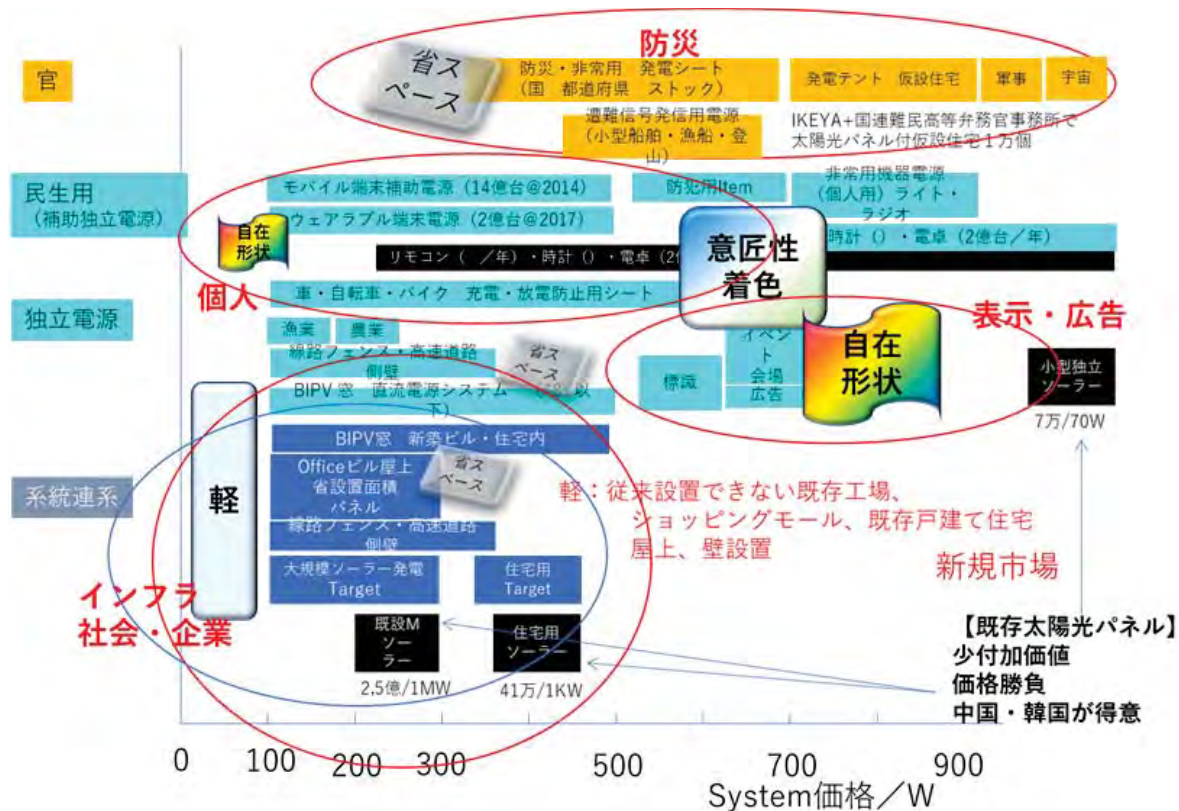 防災
官
省ス
ペース
防災・非常用 発電シート
(国 都道府県 ストック)
発電テント 仮設住宅
軍事
宇宙
遭難信号発信用電源
(小型船舶・漁船・登
山)
IKEYA+国連難民高等弁務官事務所で
太陽光パネル付仮設住宅1万個
民生用
(補助独立電源)
モバイル端末補助電源 (14億台@2014)
防犯用Item
非常用機器電源
(個人用) ライト・
ラジオ
ウェアラブル端末電源 (2億台@2017)
自在
形状
意匠性
着色
時計 () ・電卓 (2億台/年)
リモコン ( /年)・時計 ()・電卓 (2
個人
車・自転車・バイク 充電・放電防止用シート
独立電源
表示・広告
漁業
農業
線路フェンス・高速道路
側壁
省ス
ペース
標識
イベン
ト
会場
広告
自在
形状
小型独立
ソーラー
7万/70W
BIPV 窓 直流電源システム
以
下)
軽
BIPV窓 新築ビル・住宅内
系統連系
Officeビル屋上
省設置面積
パネル
省ス
ペース
軽:従来設置できない既存工場、
ショッピングモール、既存戸建て住宅
屋上、壁設置
線路フェンス・高速道路
側壁
新規市場
大規模ソーラー発電
Target
住宅用
Target
インフラ
社会・企業
既設M
ソー
ラー
住宅用
ソーラー
2.5億/1MW
41万/1KW
【既存太陽光パネル】
少付加価値
価格勝負
中国・韓国が得意
0 100 200 300 500 700 900
System価格/W